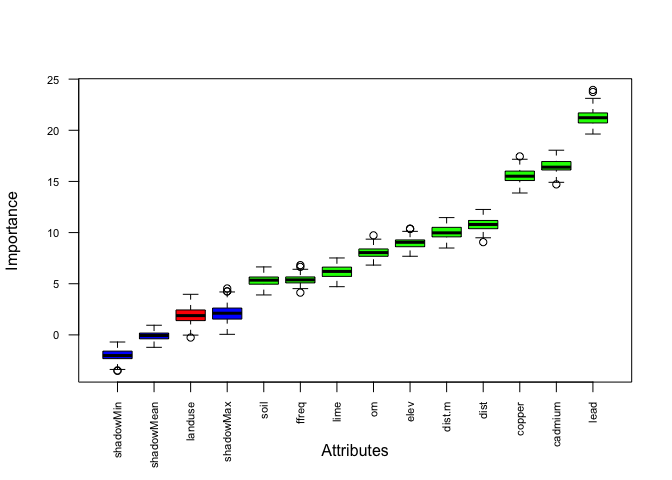 25
20
15
10
5
0
Importance
shadowMin
shadowMean
landuse
shadowMax
soil
ffreq
lime
om
elev
dist.m
dist
copper
cadmium
lead
Attributes